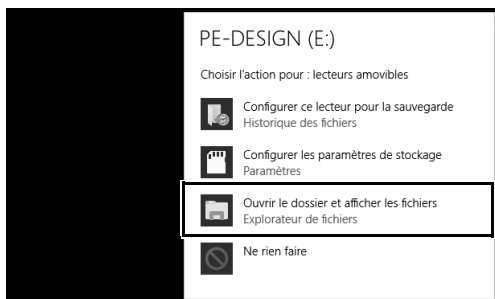 PE-DESIGN (E:)
Choisir l'action pour : lecteurs amovibles
Configurer ce lecteur pour la sauvegarde
Historique des fichiers
Configurer les paramètres de stockage
Paramètres
Ouvrir le dossier et afficher les fichiers
Explorateur de fichiers
Ne rien faire